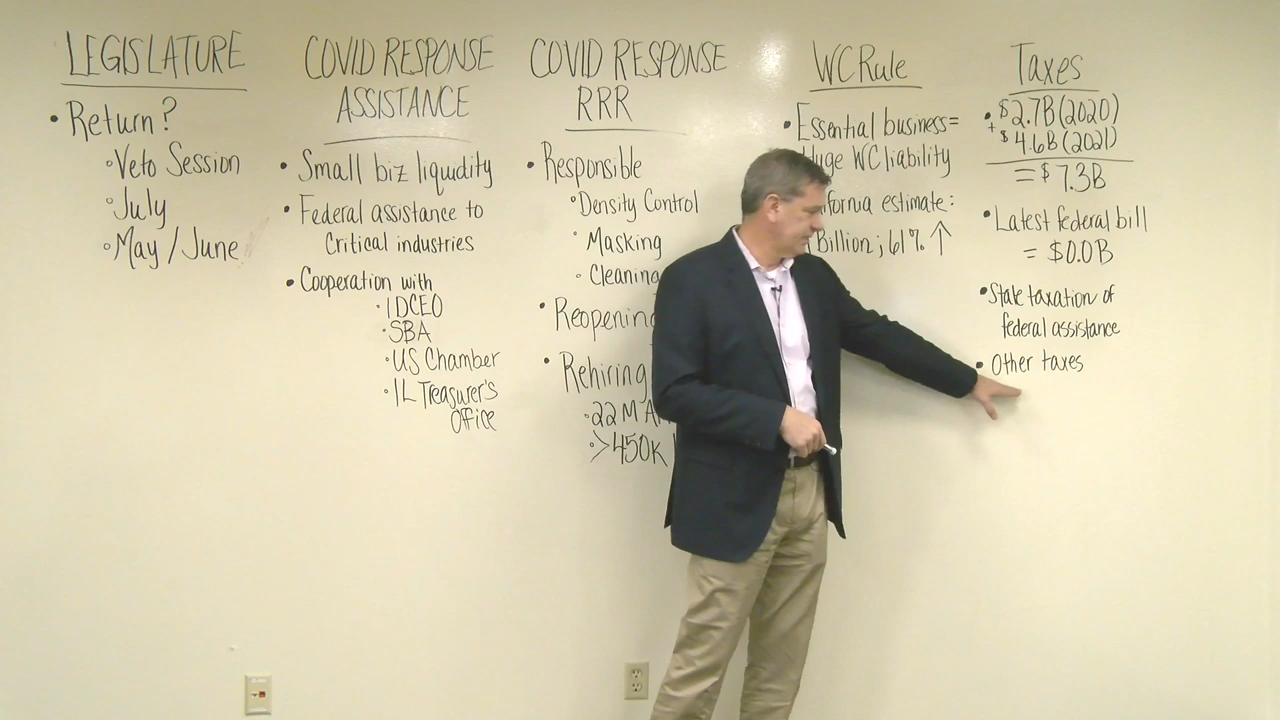 LEGISLATURE
• Return?
◦ Veto Session
◦ July
◦ May/June
COVID RESPONSE
ASSISTANCE
• Small biz liquidity
• Federal assistance to
Critical industries
• Cooperation with
◦ IDCEO
◦ SBA
◦ US Chamber
◦ IL Treasurer's
Office
COVID RESPONSE
RRR
• Responsible
◦ Density Control
◦ Masking
◦ Cleaning
• Reopening
• Rehiring
◦ 22M
◦ >450K
WC Rule
• Essential business=
Huge WC liability
estimate:
Billion; 61% ↑
Taxes
• $2.7B (2020)
+ $4.6B (2021)
= $7.3B
• Latest federal bill
= $0.0B
• State taxation of
federal assistance
• Other taxes